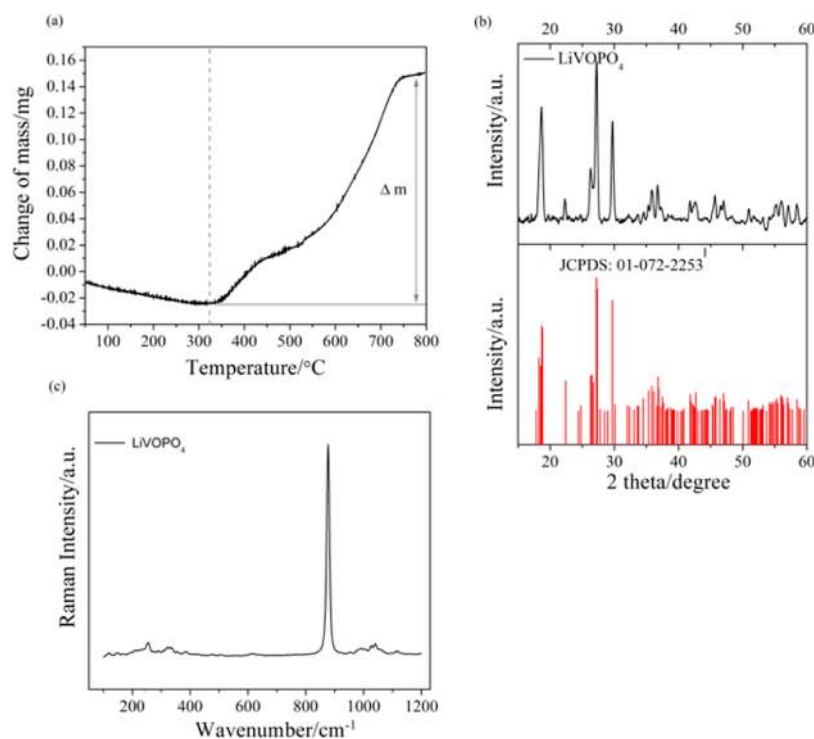 (a)
0.16
0.14
0.12
0.10
0.08
0.06
0.04
0.02
0.00
-0.02
-0.04
Change of mass/mg
Δ m
100 200 300 400 500 600 700 800
Temperature/°C
(b)
20 30 40 50 60
LiVOPO4
Intensity/a.u.
JCPDS: 01-072-2253
Intensity/a.u.
20 30 40 50 60
2 theta/degree
(c)
LiVOPO4
Raman Intensity/a.u.
200 400 600 800 1000 1200
Wavenumber/cm-1